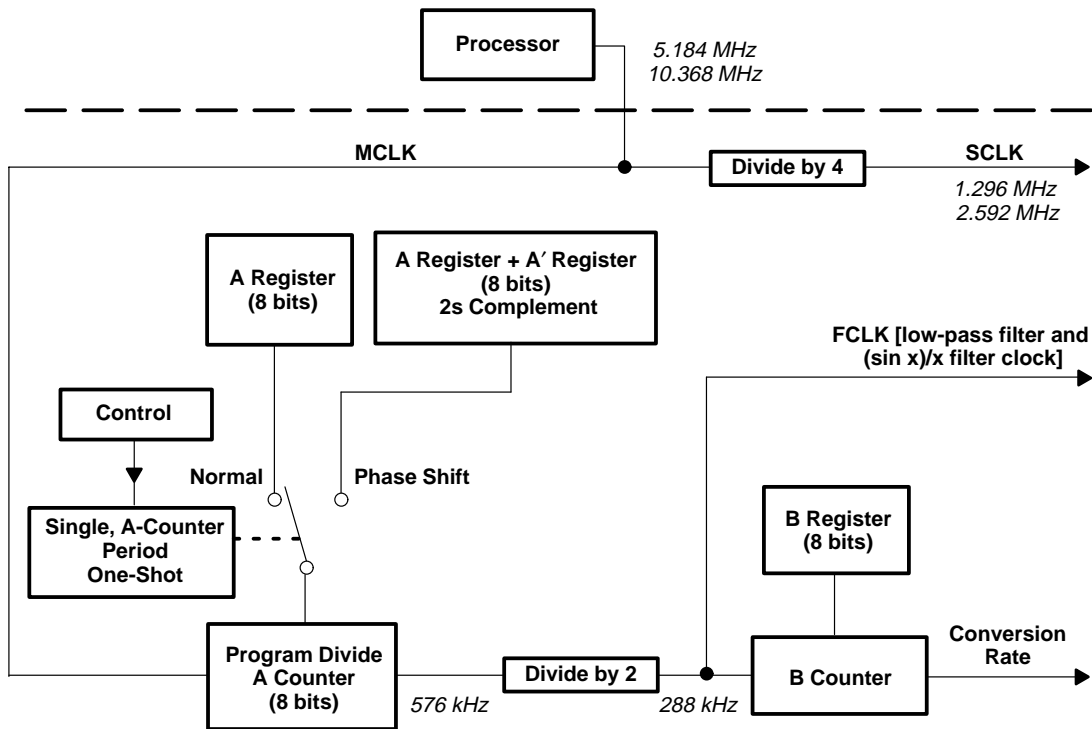 Processor
5.184 MHz
10.368 MHz
MCLK
Divide by 4
SCLK
1.296 MHz
2.592 MHz
A Register
(8 bits)
A Register + A′ Register
(8 bits)
2s Complement
FCLK [low-pass filter and
(sin x)/x filter clock]
Control
Normal
Phase Shift
Single, A-Counter
Period
One-Shot
B Register
(8 bits)
Program Divide
A Counter
(8 bits)
576 kHz
Divide by 2
288 kHz
B Counter
Conversion
Rate